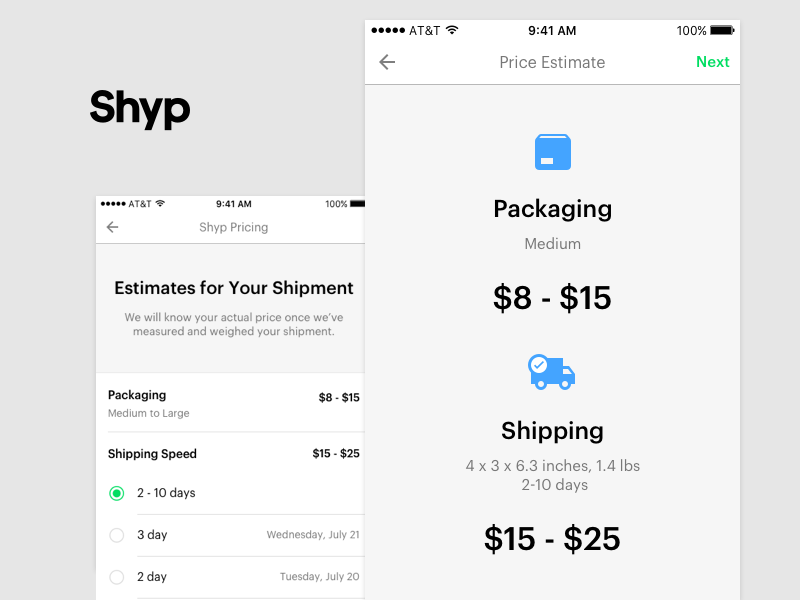 Shyp
AT&T 9:41 AM 100%
Shyp Pricing
Estimates for Your Shipment
We will know your actual price once we’ve
measured and weighed your shipment.
Packaging $8 - $15
Medium to Large
Shipping Speed $15 - $25
2 - 10 days
3 day Wednesday, July 21
2 day Tuesday, July 20
AT&T 9:41 AM 100%
Price Estimate Next
Packaging
Medium
$8 - $15
Shipping
4 x 3 x 6.3 inches, 1.4 lbs
2-10 days
$15 - $25